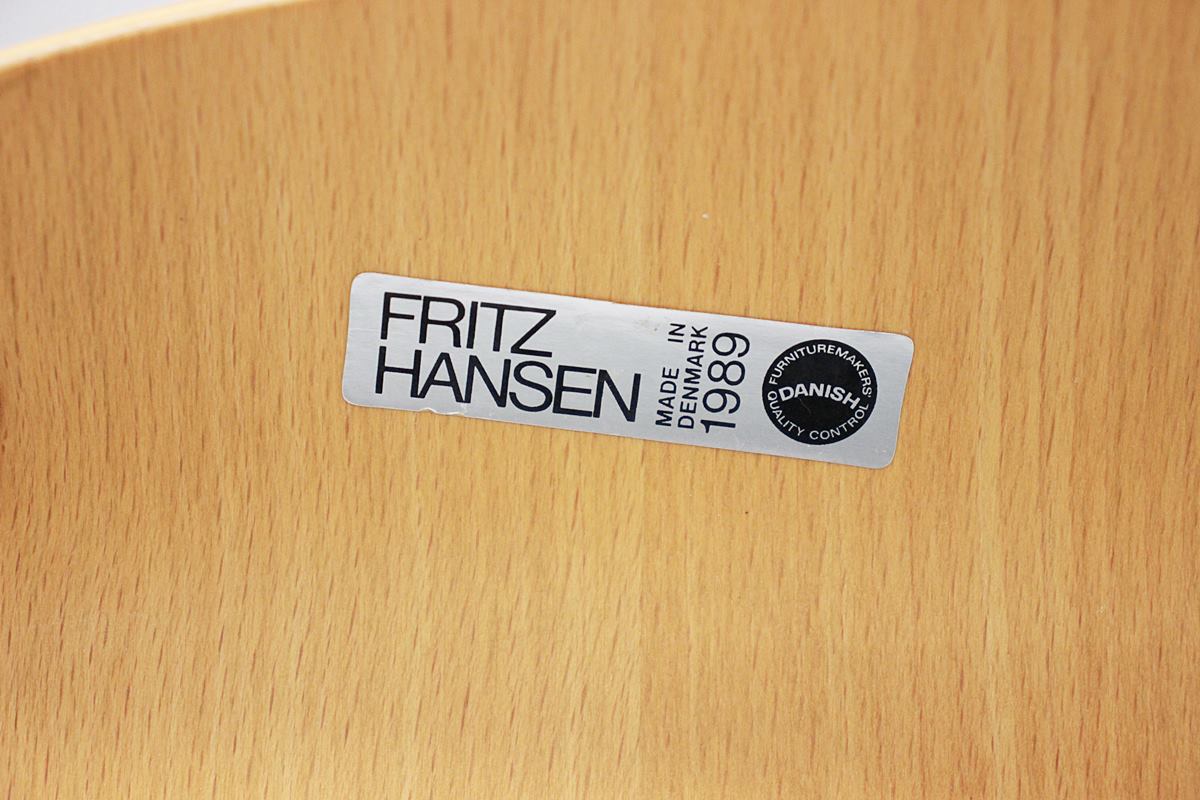 FRITZ
HANSEN
MADE IN
DENMARK
1989
FURNITUREMAKERS'
DANISH
QUALITY CONTROL